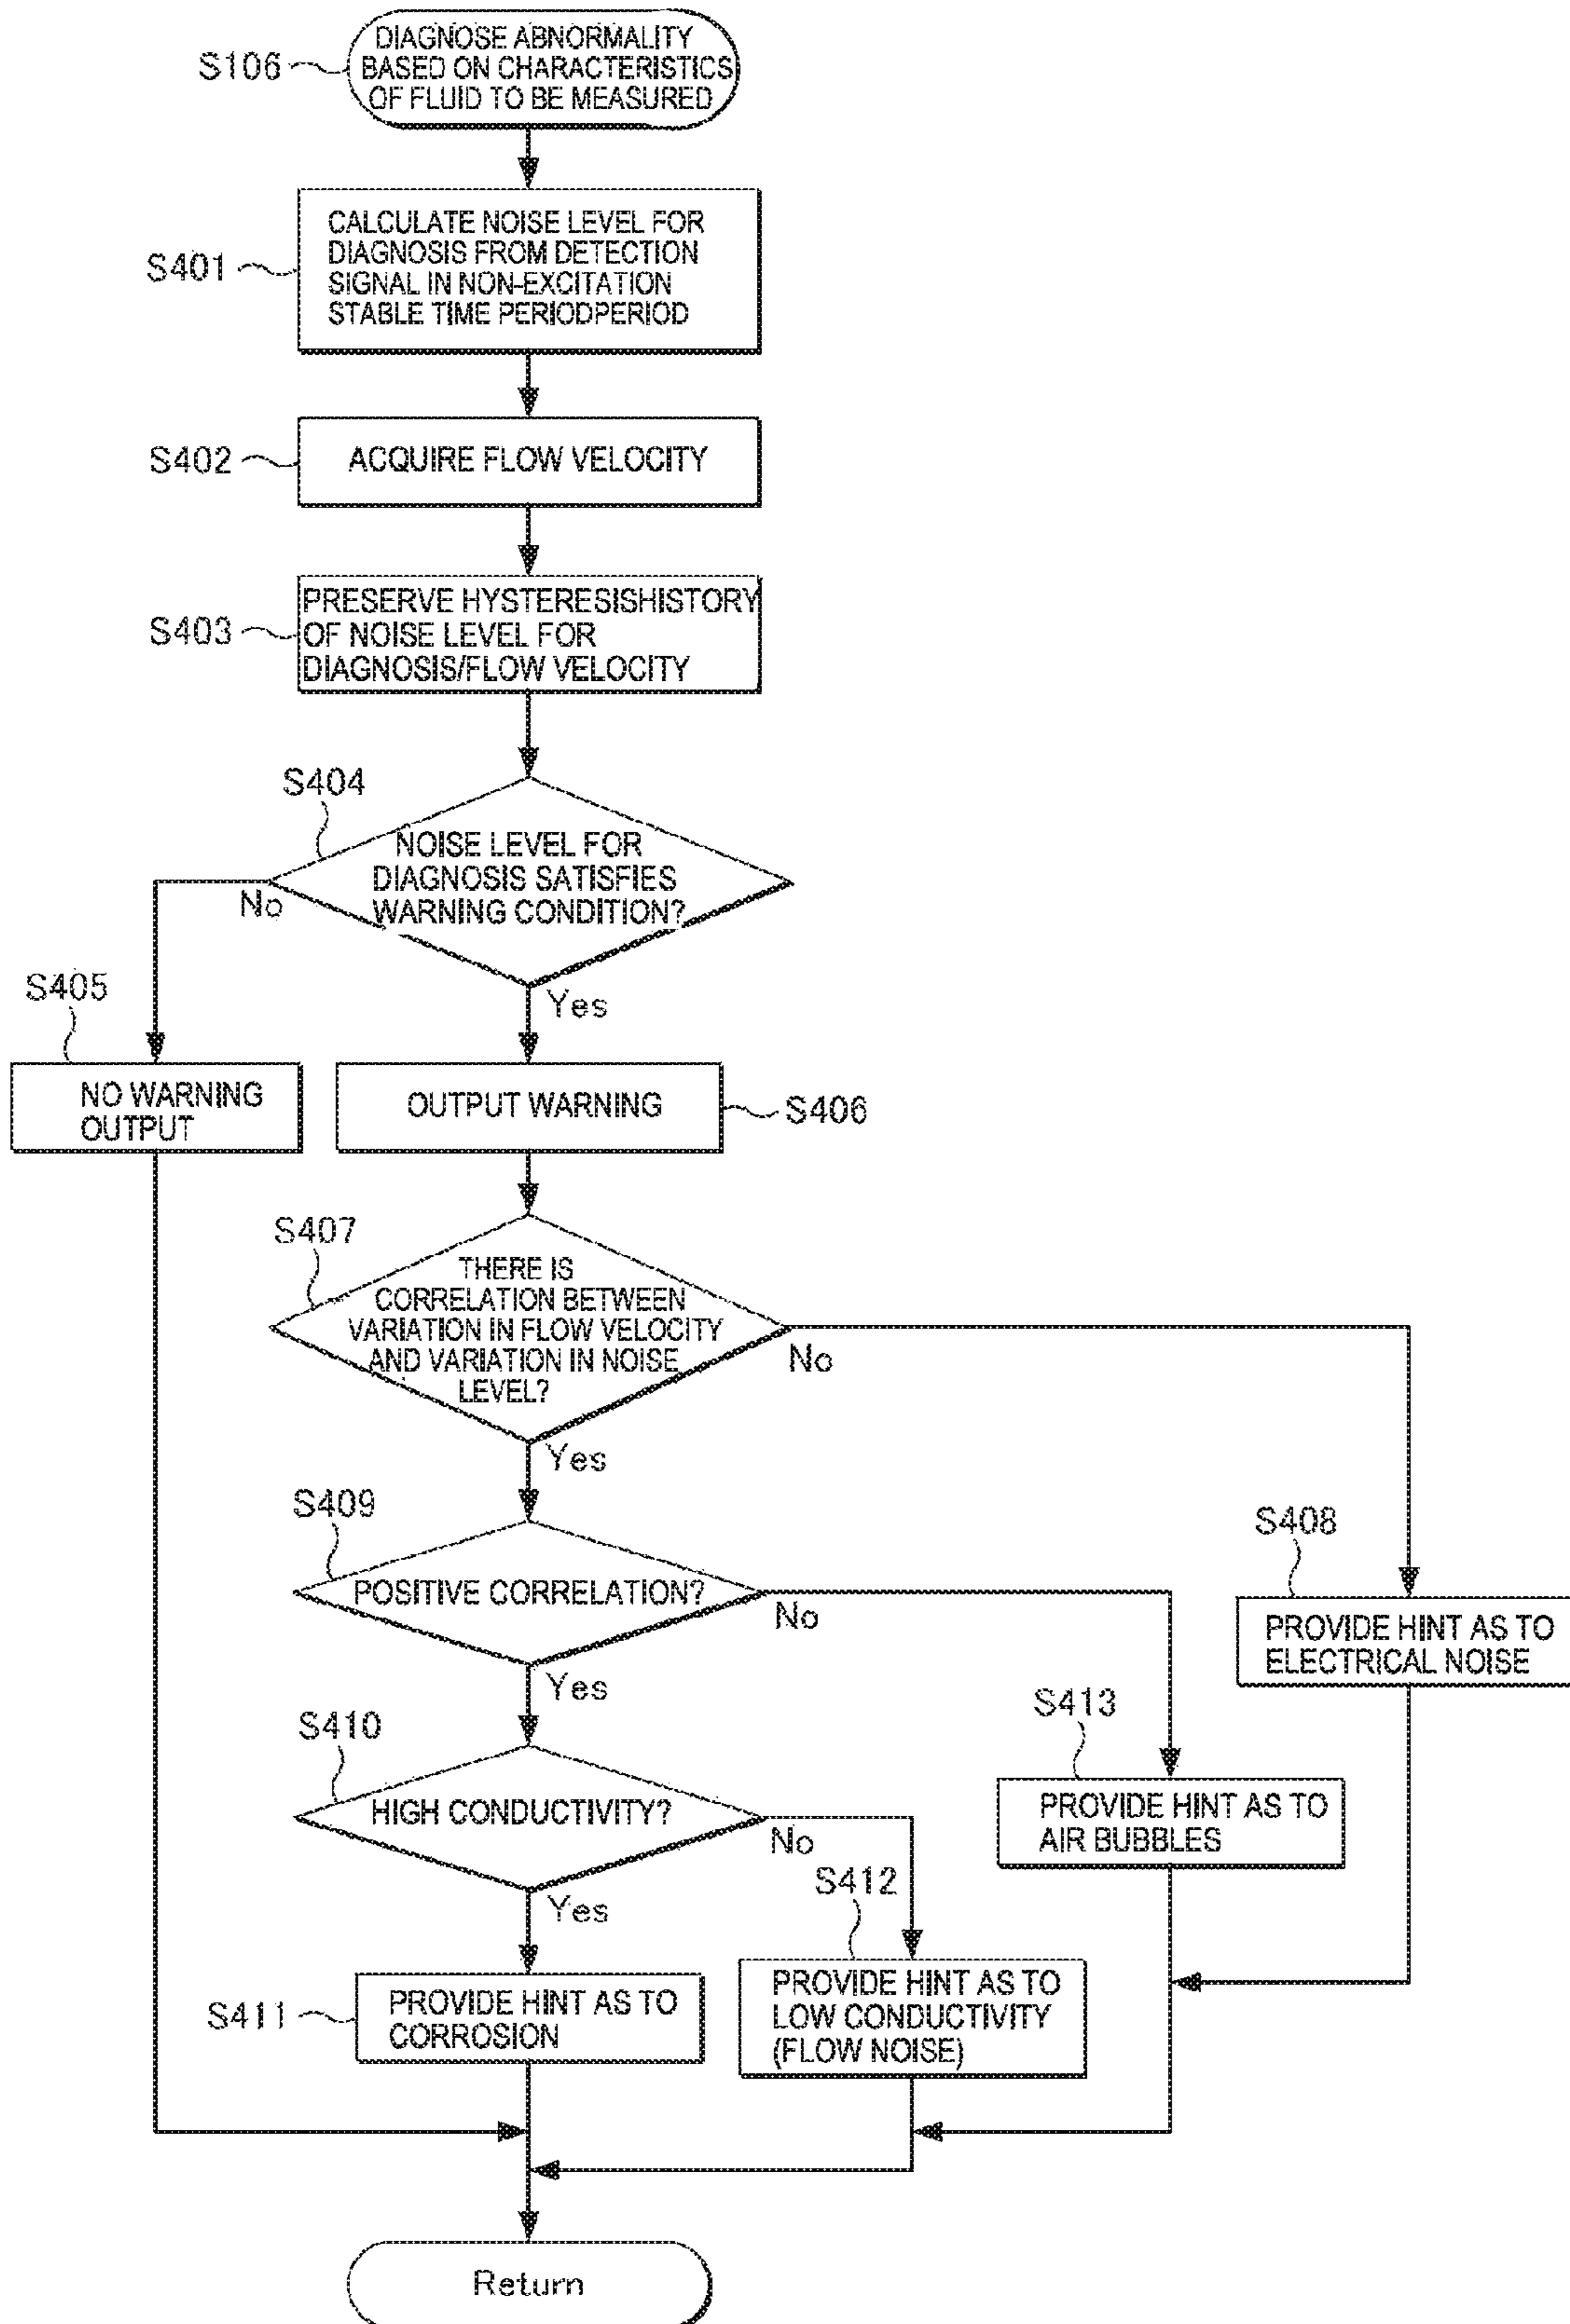 S106
DIAGNOSE ABNORMALITY
BASED ON CHARACTERISTICS
OF FLUID TO BE MEASURED
S401
CALCULATE NOISE LEVEL FOR
DIAGNOSIS FROM DETECTION
SIGNAL IN NON-EXCITATION
STABLE TIME PERIODPERIOD
S402
ACQUIRE FLOW VELOCITY
S403
PRESERVE HYSTERESISHISTORY
OF NOISE LEVEL FOR
DIAGNOSIS/FLOW VELOCITY
S404
NOISE LEVEL FOR
DIAGNOSIS SATISFIES
WARNING CONDITION?
No
Yes
S405
NO WARNING
OUTPUT
OUTPUT WARNING
S406
S407
THERE IS
CORRELATION BETWEEN
VARIATION IN FLOW VELOCITY
AND VARIATION IN NOISE
LEVEL?
No
Yes
S409
POSITIVE CORRELATION?
No
Yes
S408
PROVIDE HINT AS TO
ELECTRICAL NOISE
S410
HIGH CONDUCTIVITY?
No
Yes
S413
PROVIDE HINT AS TO
AIR BUBBLES
S411
PROVIDE HINT AS TO
CORROSION
S412
PROVIDE HINT AS TO
LOW CONDUCTIVITY
(FLOW NOISE)
Return